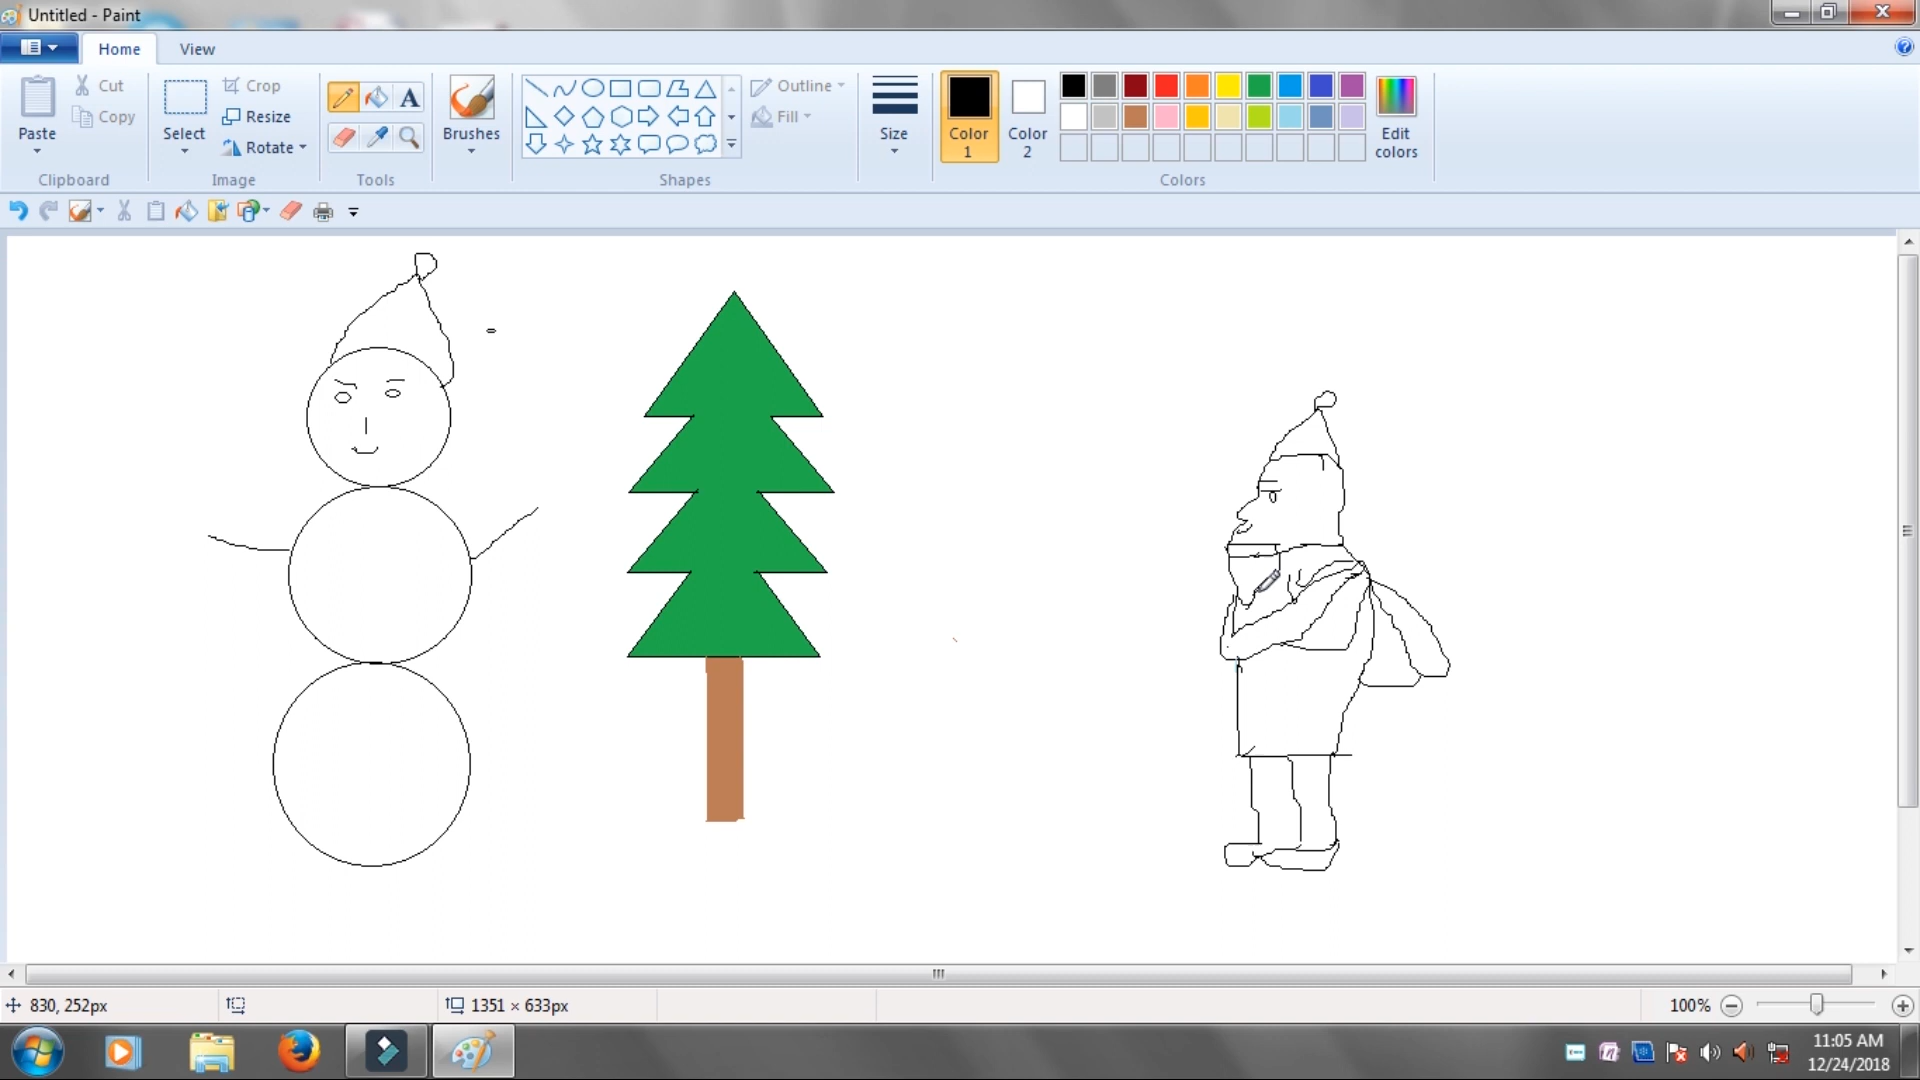 Untitled - Paint
Home View
Paste Cut Copy
Clipboard
Select Crop Resize Rotate
Image
A
Tools
Brushes
Outline Fill
Shapes
Size
Color 1
Color 2
Edit colors
Colors
830, 252px
1351 × 633px
100%
11:05 AM
12/24/2018